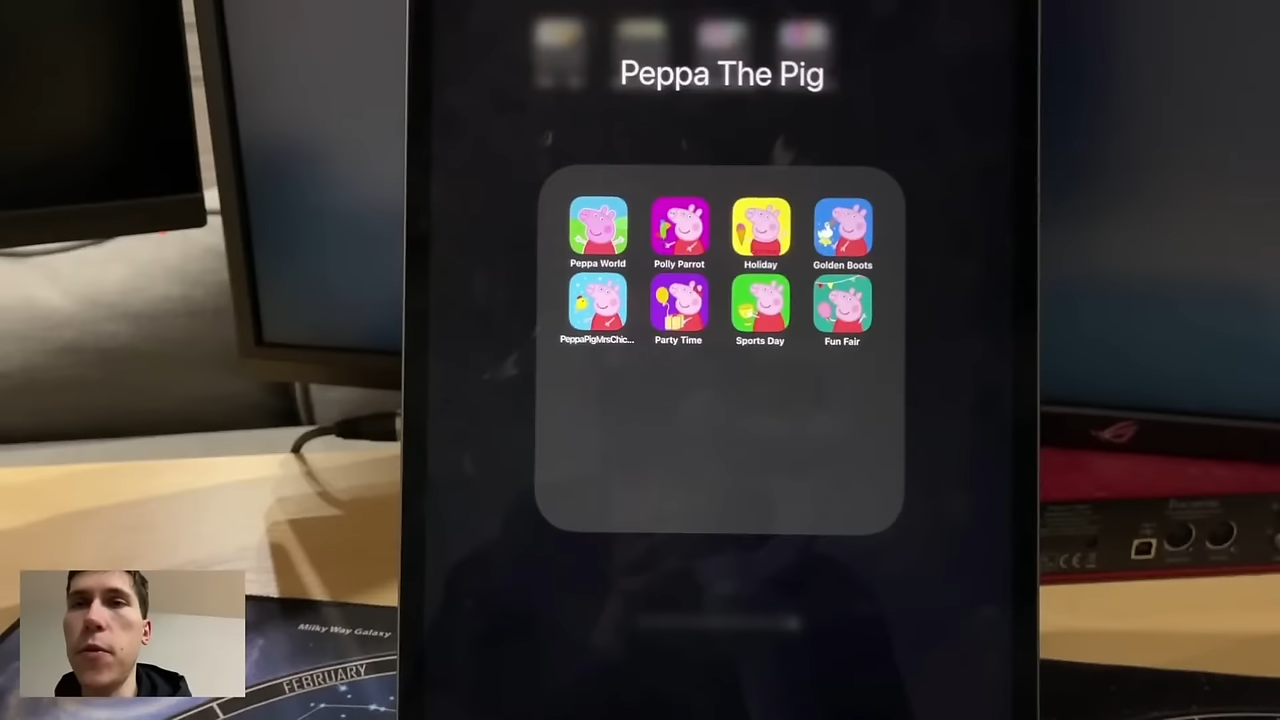 Peppa The Pig
Peppa World
Polly Parrot
Holiday
Golden Boots
PeppaPigMrsChic...
Party Time
Sports Day
Fun Fair
Milky Way Galaxy
FEBRUARY